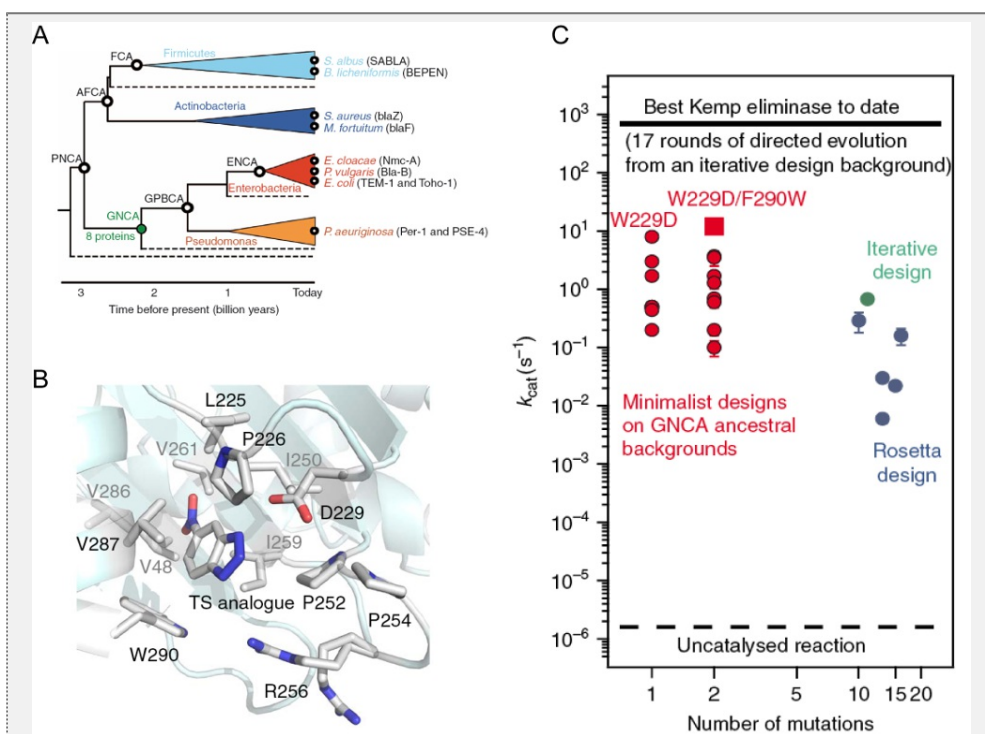 A
FCA
Firmicutes
S. albus (SABLA)
B. licheniformis (BEPEN)
AFCA
Actinobacteria
S. aureus (blaZ)
M. fortuitum (blaF)
PNCA
ENCA
E. cloacae (Nmc-A)
P. vulgaris (Bla-B)
E. coli (TEM-1 and Toho-1)
Enterobacteria
GPBCA
GNCA
8 proteins
Pseudomonas
P. aeuriginosa (Per-1 and PSE-4)
3 2 1 Today
Time before present (billion years)
B
L225
P226
V261
I250
V286
D229
V287
I259
V48
TS analogue
P252
P254
W290
R256
C
Best Kemp eliminase to date
(17 rounds of directed evolution
from an iterative design background)
W229D/F290W
W229D
Iterative
design
Minimalist designs
on GNCA ancestral
backgrounds
Rosetta
design
Uncatalysed reaction
kcat (s⁻¹)
10³
10²
10¹
10⁰
10⁻¹
10⁻²
10⁻³
10⁻⁴
10⁻⁵
10⁻⁶
1 2 5 10 15 20
Number of mutations